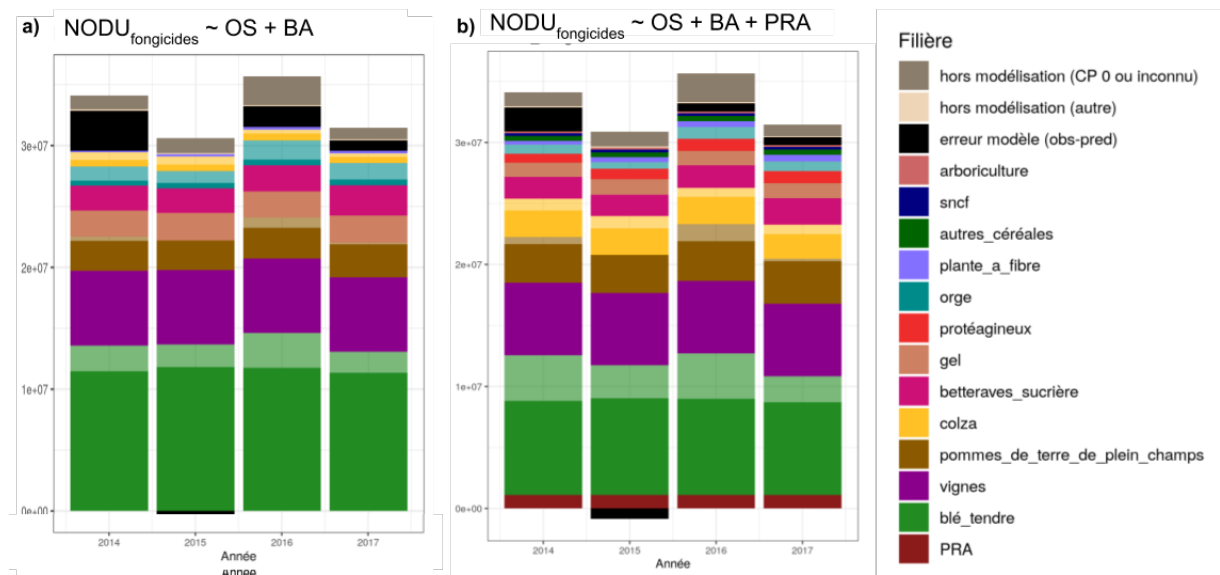 a) NODUfongicides ~ OS + BA
3e+07
2e+07
1e+07
0e+00
2014 2015 2016 2017
Année
b) NODUfongicides ~ OS + BA + PRA
3e+07
2e+07
1e+07
0e+00
2014 2015 2016 2017
Année
Filière
hors modélisation (CP 0 ou inconnu)
hors modélisation (autre)
erreur modèle (obs-pred)
arboriculture
sncf
autres_céréales
plante_a_fibre
orge
protéagineux
gel
betteraves_sucrière
colza
pommes_de_terre_de_plein_champs
vignes
blé_tendre
PRA